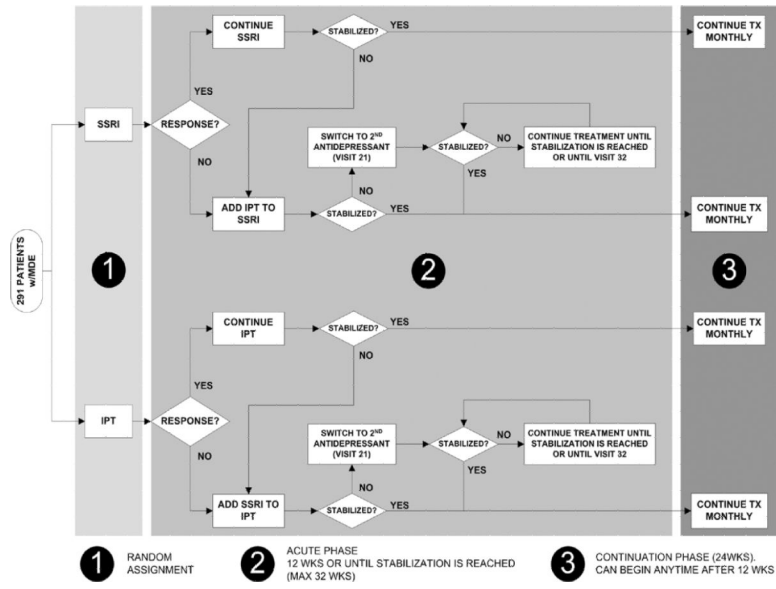 CONTINUE
SSRI
STABILIZED?
YES
CONTINUE TX
MONTHLY
NO
YES
SSRI
RESPONSE?
NO
SWITCH TO 2ND
ANTIDEPRESSANT
(VISIT 21)
STABILIZED?
NO
CONTINUE TREATMENT UNTIL
STABILIZATION IS REACHED
OR UNTIL VISIT 32
YES
NO
ADD IPT TO
SSRI
STABILIZED?
YES
CONTINUE TX
MONTHLY
291 PATIENTS
w/MDE
1
2
3
CONTINUE
IPT
STABILIZED?
YES
CONTINUE TX
MONTHLY
NO
YES
IPT
RESPONSE?
NO
SWITCH TO 2ND
ANTIDEPRESSANT
(VISIT 21)
STABILIZED?
NO
CONTINUE TREATMENT UNTIL
STABILIZATION IS REACHED
OR UNTIL VISIT 32
YES
NO
ADD SSRI TO
IPT
STABILIZED?
YES
CONTINUE TX
MONTHLY
1
RANDOM
ASSIGNMENT
2
ACUTE PHASE
12 WKS OR UNTIL STABILIZATION IS REACHED
(MAX 32 WKS)
3
CONTINUATION PHASE (24WKS).
CAN BEGIN ANYTIME AFTER 12 WKS